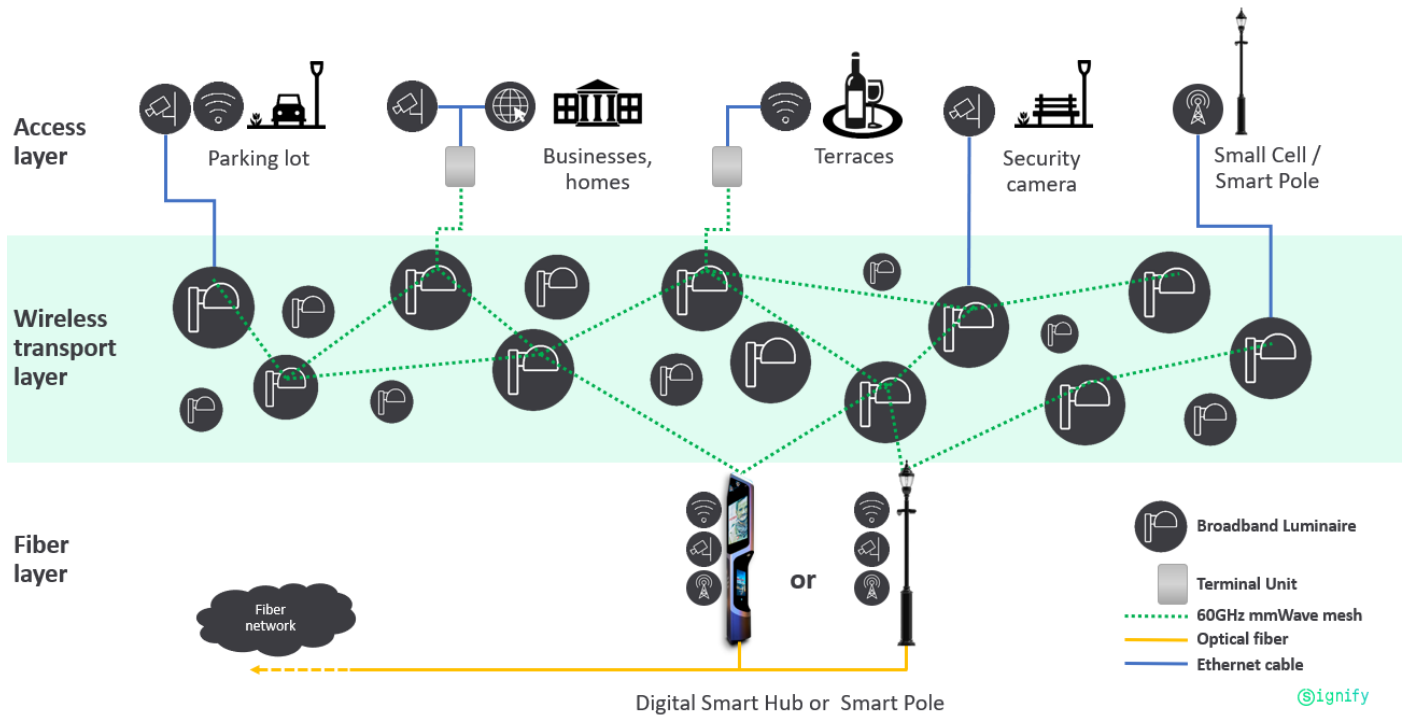 Access
layer
Parking lot
Businesses,
homes
Terraces
Security
camera
Small Cell /
Smart Pole
Wireless
transport
layer
Fiber
layer
Fiber
network
or
Digital Smart Hub or Smart Pole
Broadband Luminaire
Terminal Unit
60GHz mmWave mesh
Optical fiber
Ethernet cable
Signify